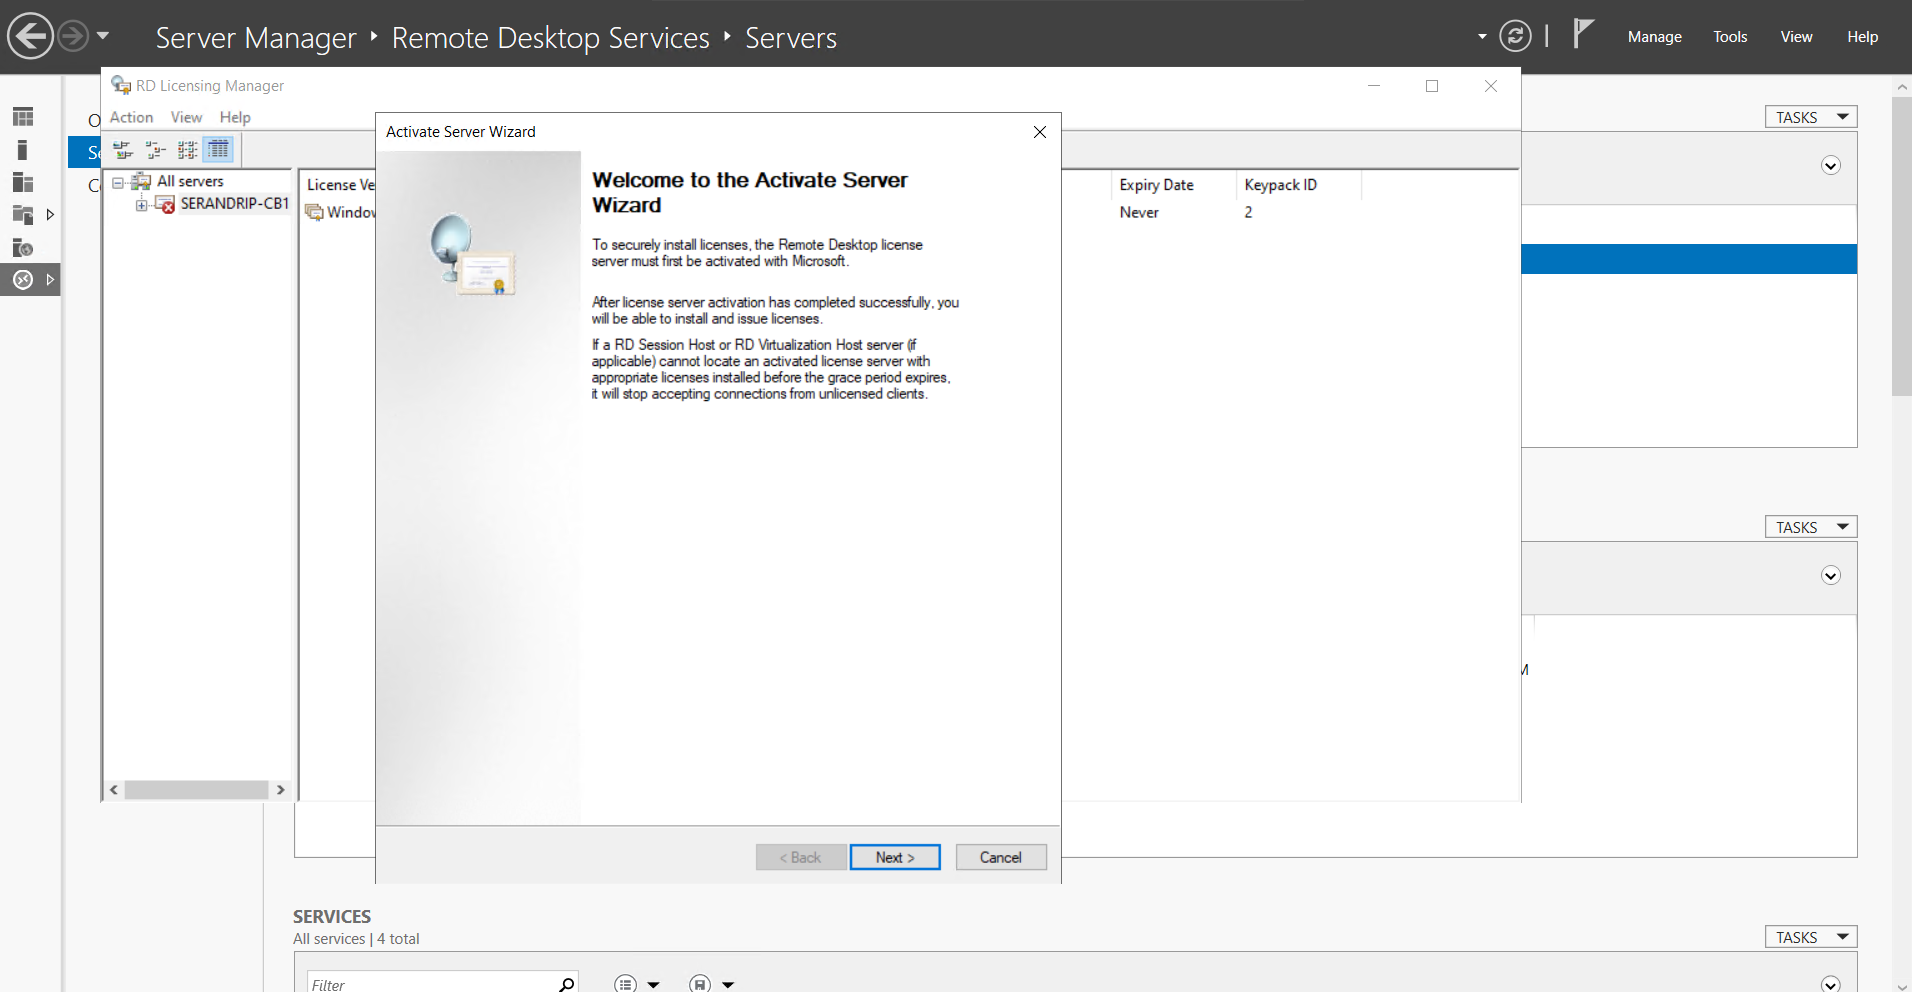 Server Manager ‣ Remote Desktop Services ‣ Servers
Manage
Tools
View
Help
RD Licensing Manager
Action
View
Help
All servers
SERANDRIP-CB1
License Ve
Expiry Date
Keypack ID
Window
Never
2
Activate Server Wizard
Welcome to the Activate Server
Wizard
To securely install licenses, the Remote Desktop license
server must first be activated with Microsoft.
After license server activation has completed successfully, you
will be able to install and issue licenses.
If a RD Session Host or RD Virtualization Host server (if
applicable) cannot locate an activated license server with
appropriate licenses installed before the grace period expires,
it will stop accepting connections from unlicensed clients.
< Back
Next >
Cancel
TASKS
TASKS
SERVICES
All services | 4 total
TASKS
Filter